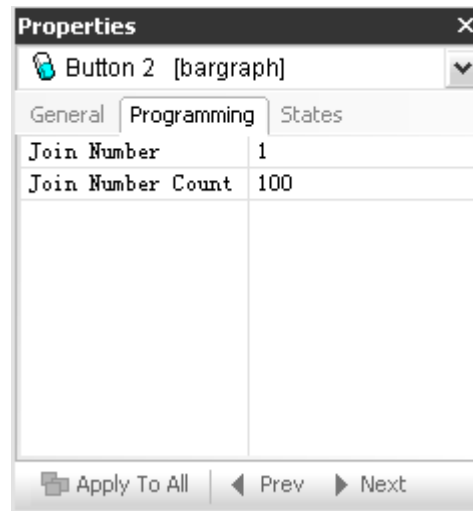 Properties
Button 2 [bargraph]
General Programming States
Join Number 1
Join Number Count 100
Apply To All Prev Next